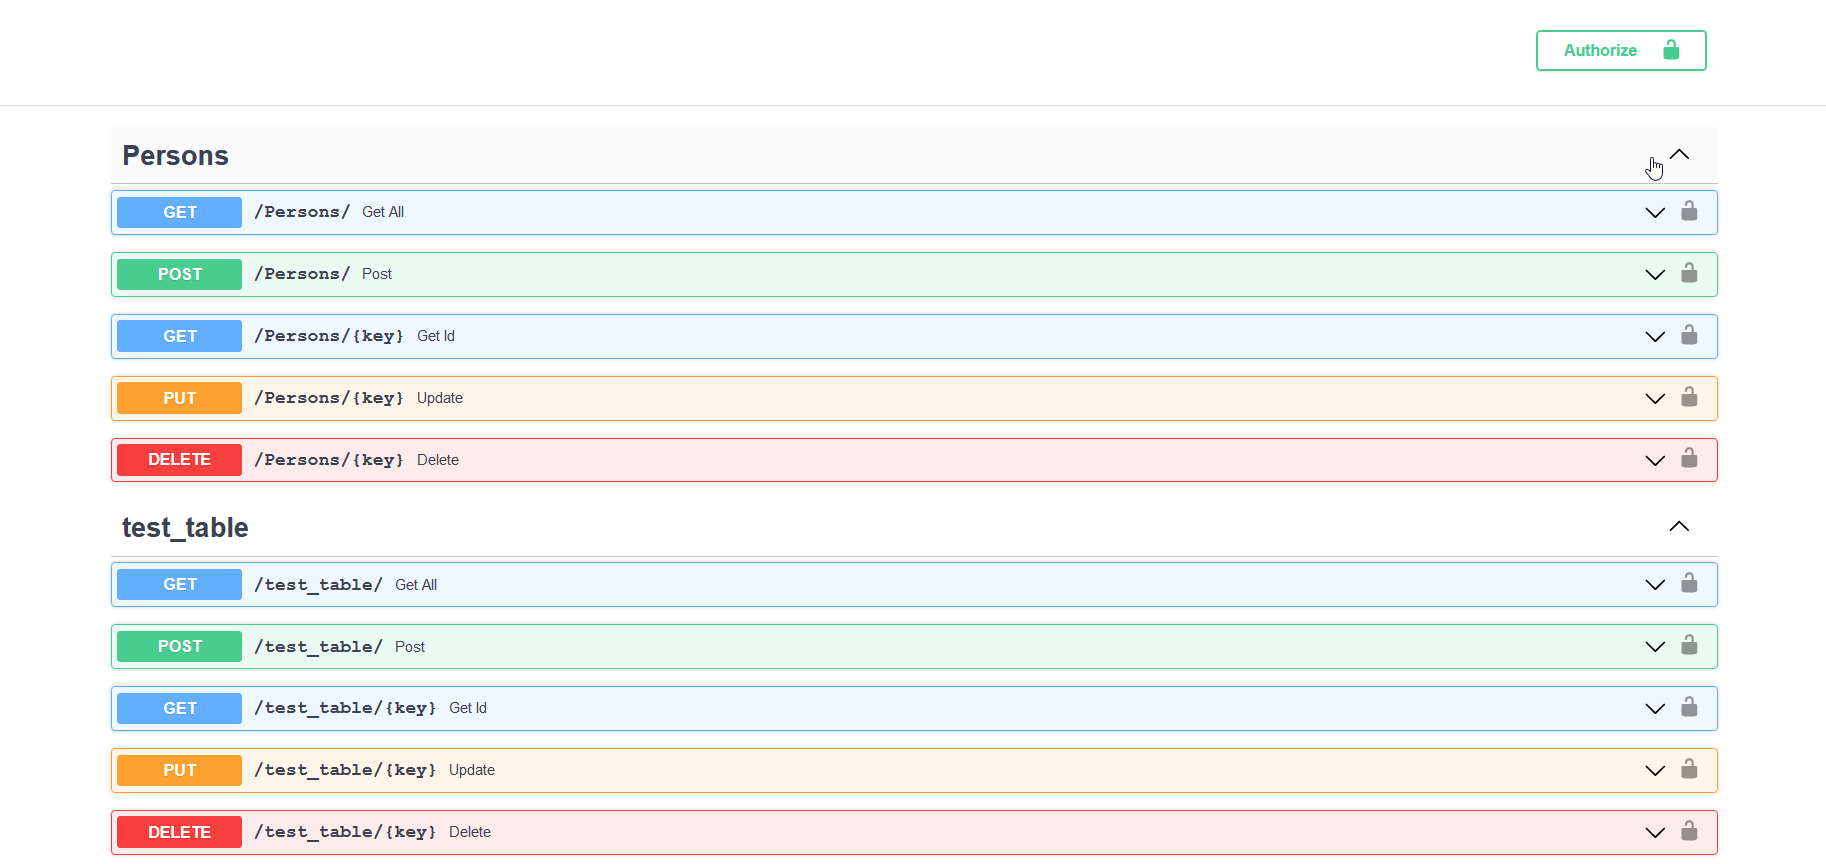 Authorize
Persons
GET /Persons/ Get All
POST /Persons/ Post
GET /Persons/{key} Get Id
PUT /Persons/{key} Update
DELETE /Persons/{key} Delete
test_table
GET /test_table/ Get All
POST /test_table/ Post
GET /test_table/{key} Get Id
PUT /test_table/{key} Update
DELETE /test_table/{key} Delete